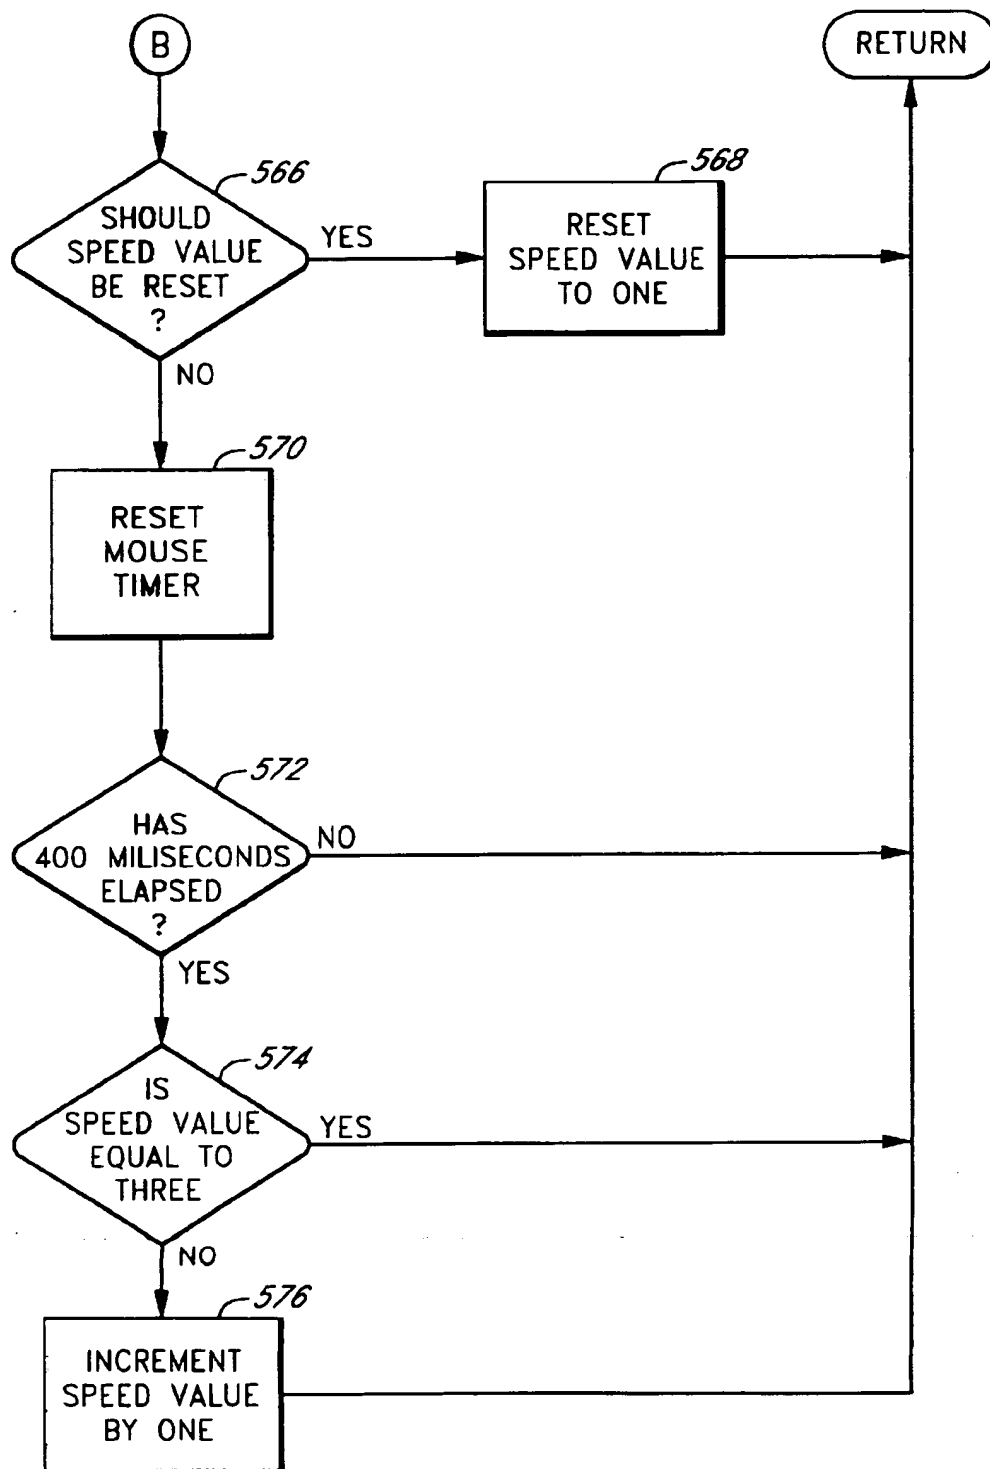 B
RETURN
566
SHOULD
SPEED VALUE
BE RESET
?
YES
568
RESET
SPEED VALUE
TO ONE
NO
570
RESET
MOUSE
TIMER
572
HAS
400 MILISECONDS
ELAPSED
?
NO
YES
574
IS
SPEED VALUE
EQUAL TO
THREE
YES
NO
576
INCREMENT
SPEED VALUE
BY ONE